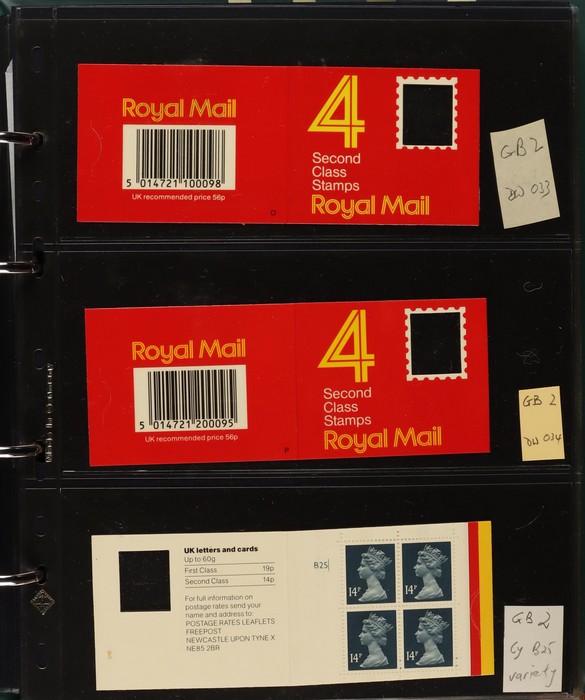 Royal Mail
5 014721 100098
UK recommended price 56p
O
4
Second
Class
Stamps
Royal Mail
GB 2
DW 033
Royal Mail
5 014721 200095
UK recommended price 56p
P
4
Second
Class
Stamps
Royal Mail
GB 2
DW 034
UK letters and cards
Up to 60g
First Class 19p
Second Class 14p
For full information on
postage rates send your
name and address to:
POSTAGE RATES LEAFLETS
FREEPOST
NEWCASTLE UPON TYNE X
NE85 2BR
B25
14P
14P
14P
14P
GB 2
Cy B25
variety